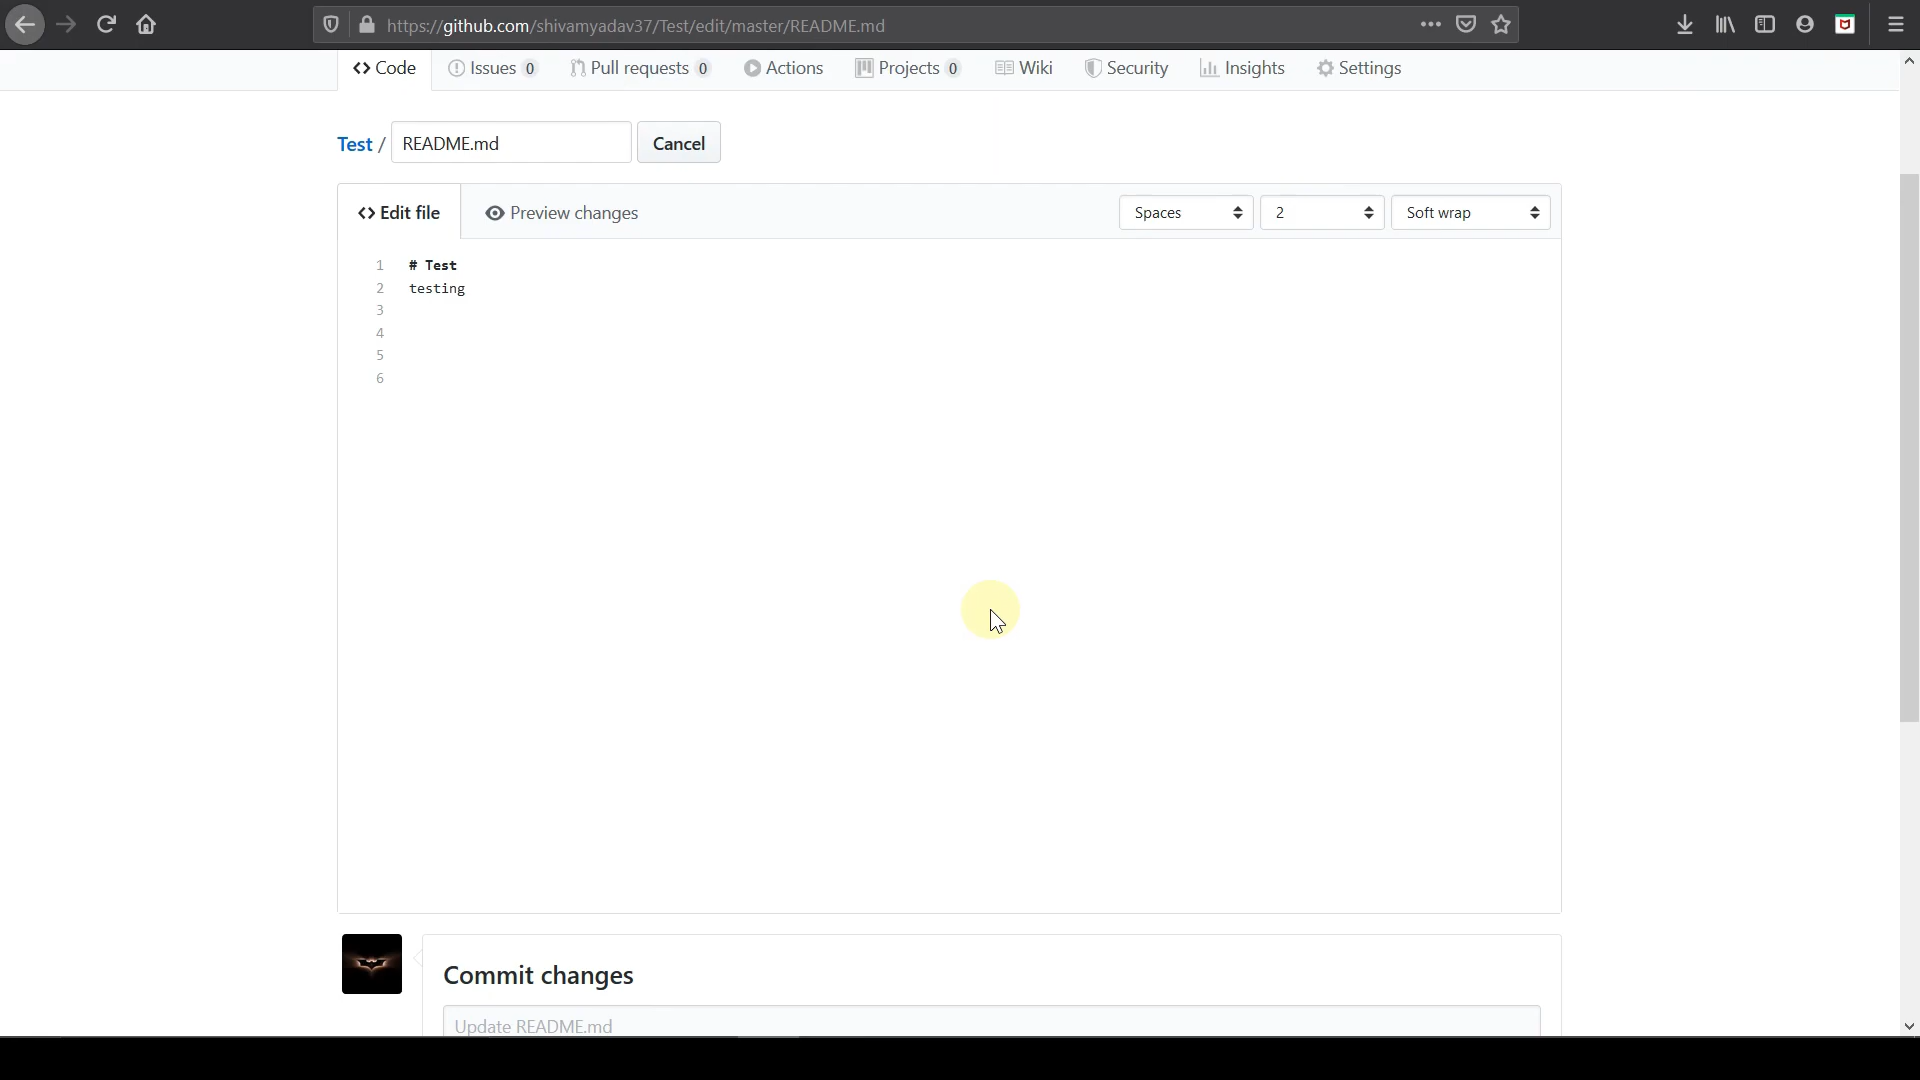 https://github.com/shivamyadav37/Test/edit/master/README.md
Code Issues 0 Pull requests 0 Actions Projects 0 Wiki Security Insights Settings
Test / README.md Cancel
Edit file Preview changes Spaces 2 Soft wrap
1 # Test
2 testing
3
4
5
6
Commit changes
Update README.md